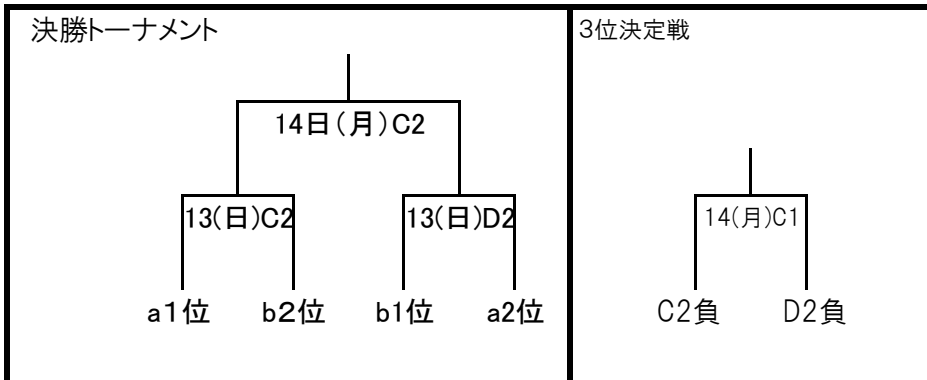 決勝トーナメント
14日(月)C2
13(日)C2
13(日)D2
a1位
b2位
b1位
a2位
3位決定戦
14(月)C1
C2負
D2負